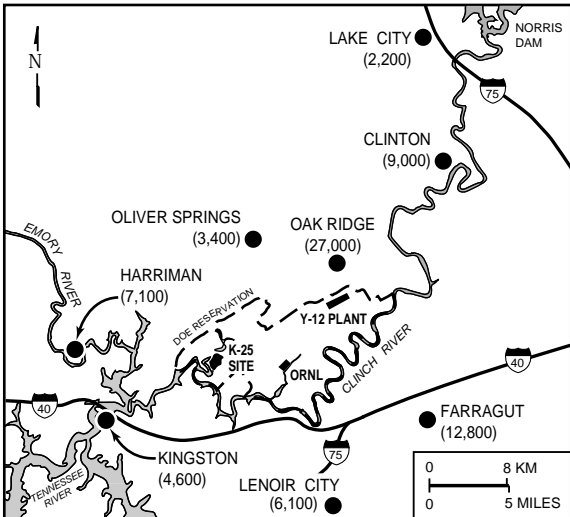 NORRIS
DAM
LAKE CITY
(2,200)
N
75
CLINTON
(9,000)
OLIVER SPRINGS
(3,400)
OAK RIDGE
(27,000)
EMORY
RIVER
HARRIMAN
(7,100)
DOE RESERVATION
Y-12 PLANT
K-25
SITE
ORNL
CLINCH RIVER
40
40
FARRAGUT
(12,800)
KINGSTON
(4,600)
75
TENNESSEE
RIVER
LENOIR CITY
(6,100)
0 8 KM
0 5 MILES